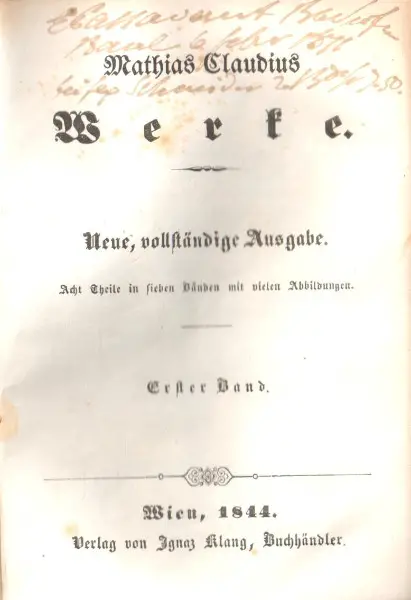 Mathias Claudius
Werke.
Neue, vollständige Ausgabe.
Acht Theile in sieben Bänden mit vielen Abbildungen.
Erster Band.
Wien, 1844.
Verlag von Ignaz Klang, Buchhändler.